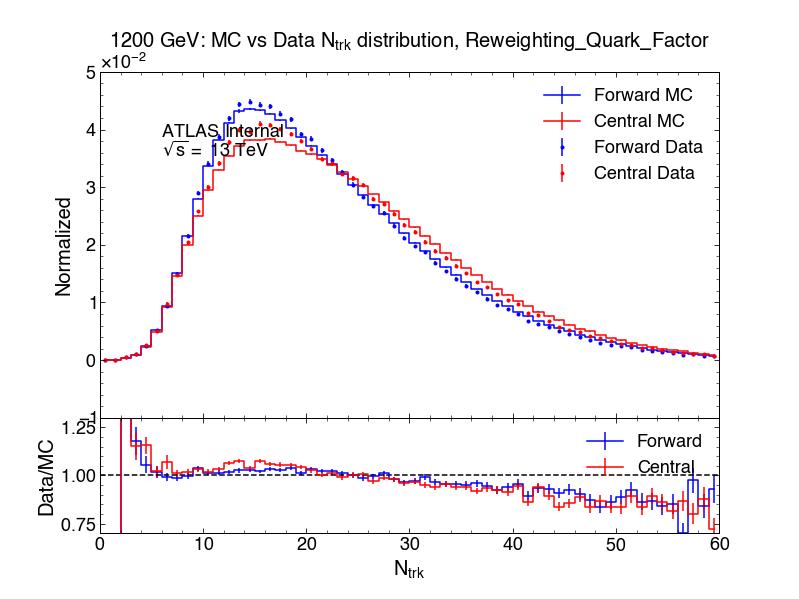 1200 GeV: MC vs Data N_trk distribution, Reweighting_Quark_Factor
×10⁻²
5
4
3
2
1
0
−1
Normalized
ATLAS Internal
√s = 13 TeV
Forward MC
Central MC
Forward Data
Central Data
1.25
1.00
0.75
Data/MC
Forward
Central
0 10 20 30 40 50 60
N_trk